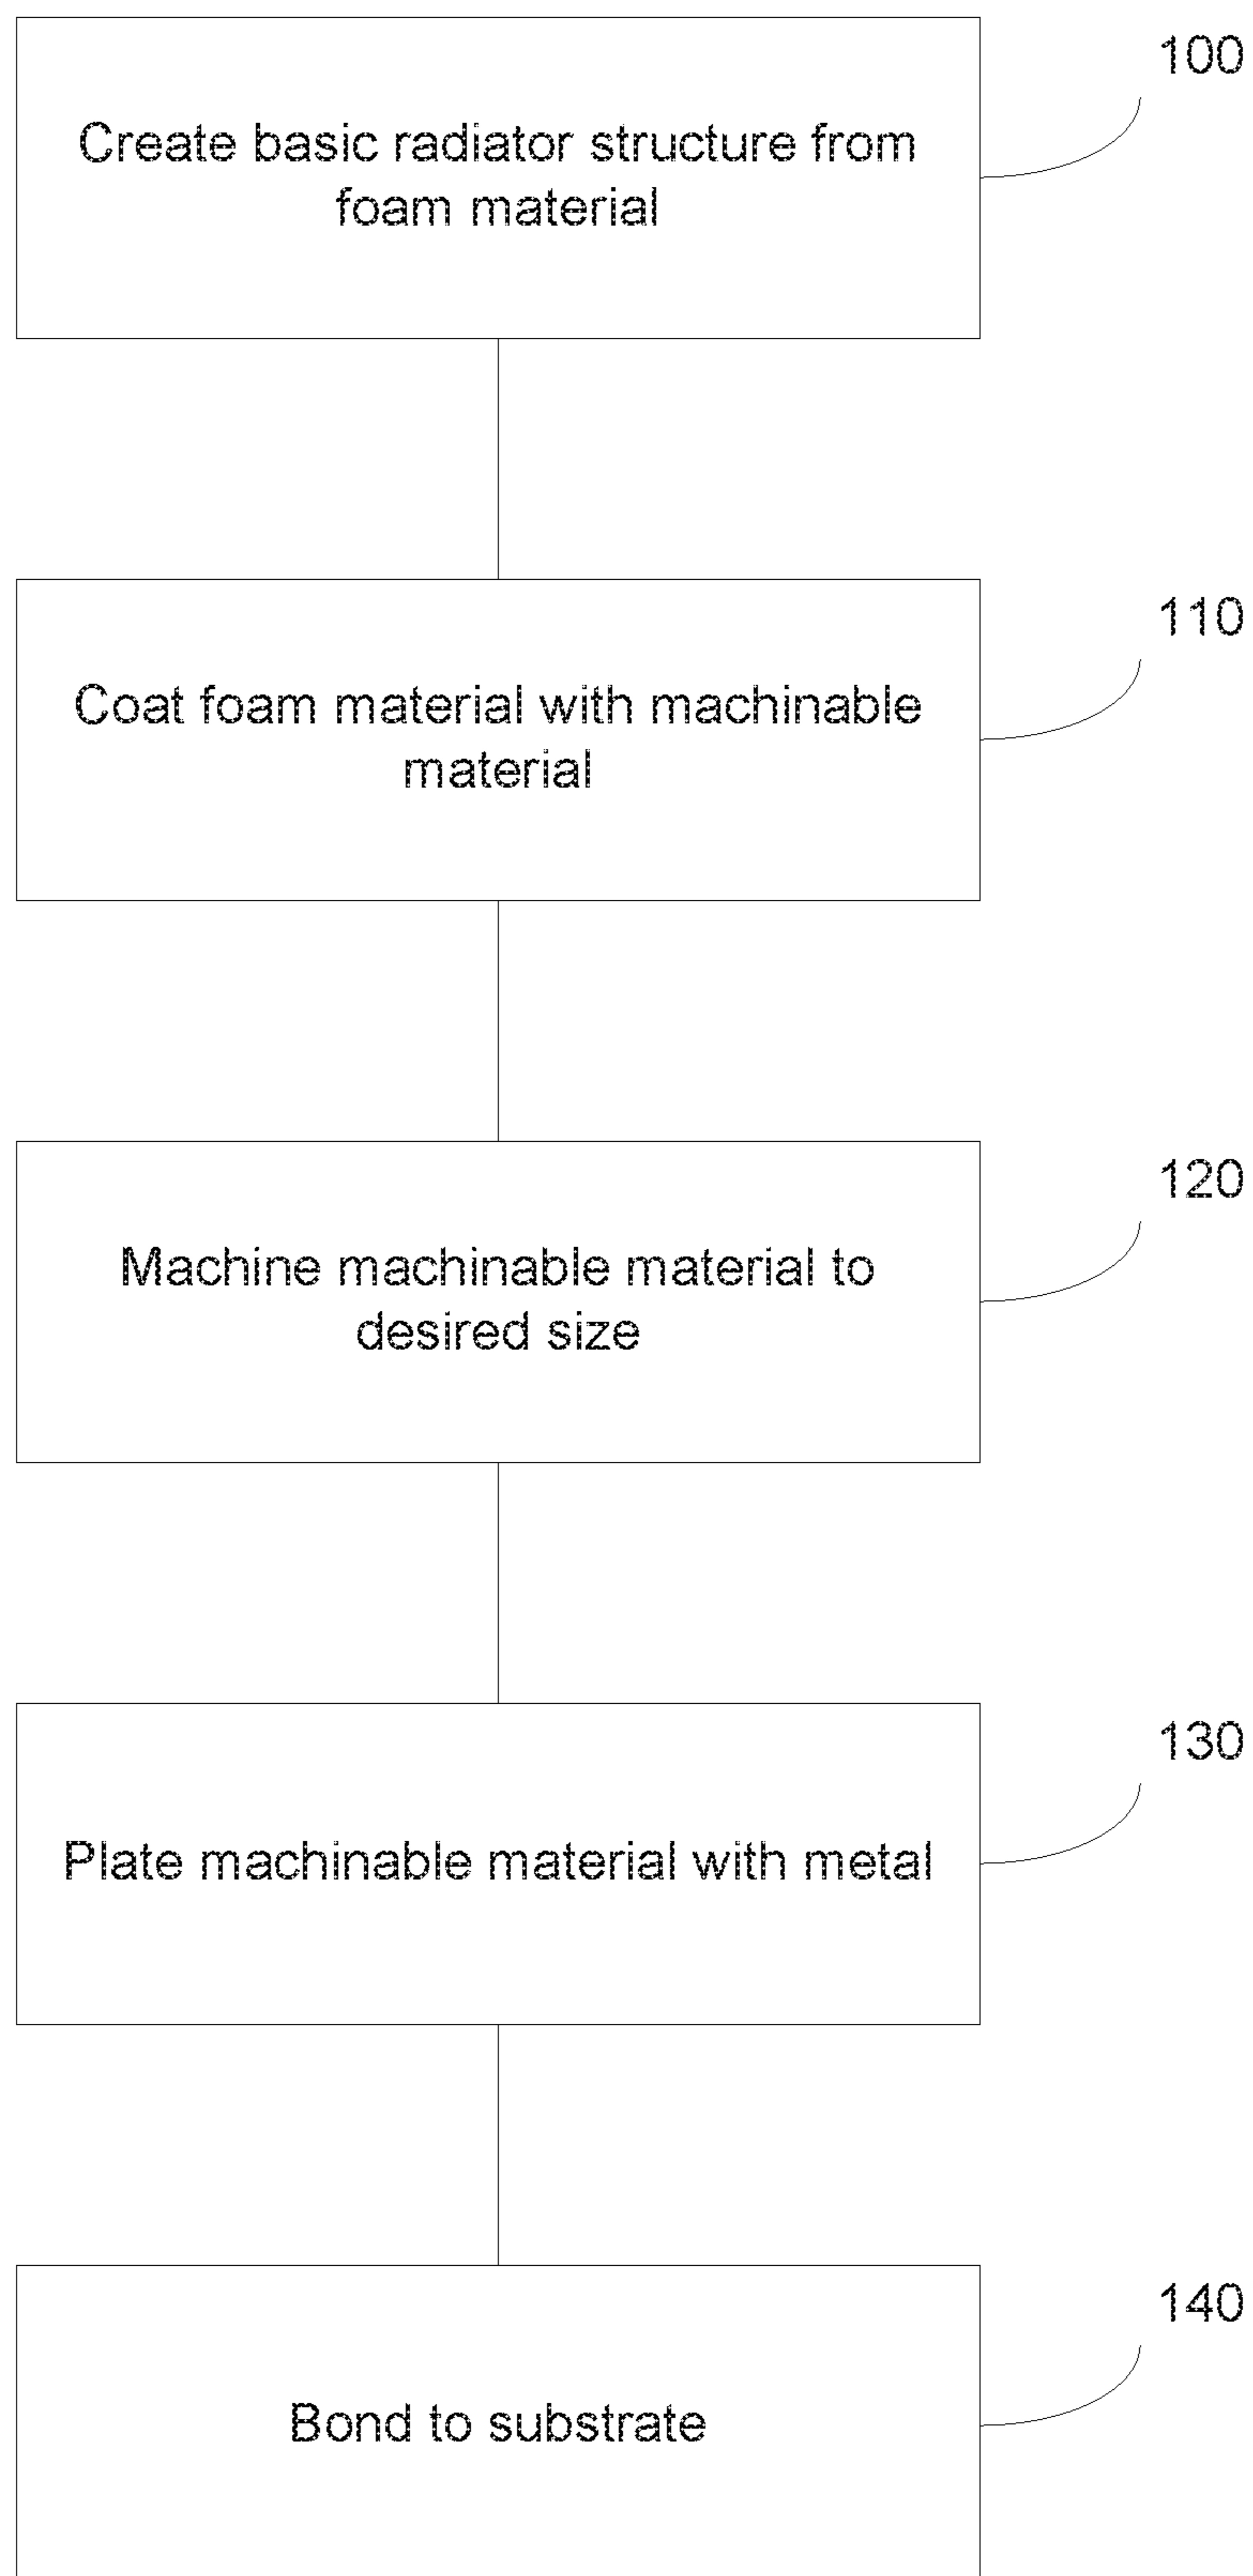 100
Create basic radiator structure from
foam material
110
Coat foam material with machinable
material
120
Machine machinable material to
desired size
130
Plate machinable material with metal
140
Bond to substrate